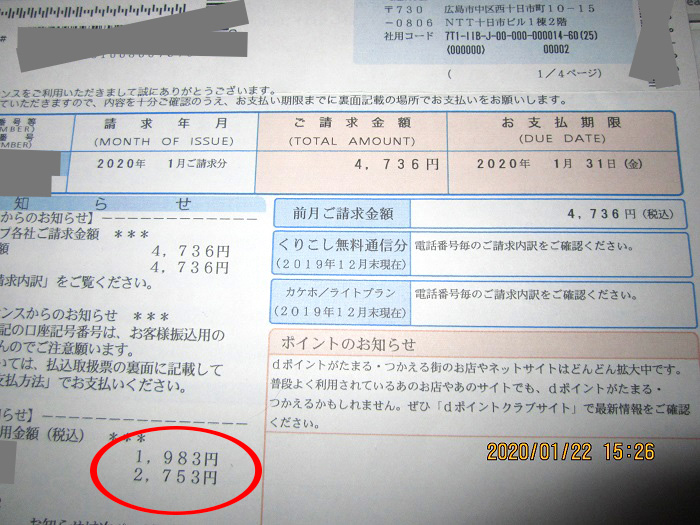 〒730 広島市中区西十日市町10-15
-0806 NTT十日市ビル1棟2階
社用コード 7T1-11B-J-00-000-000014-60(25)
(000000) 00002
( 1/4ページ)
ンスをご利用いただきまして誠にありがとうございます。
ていただきますので、内容を十分ご確認のうえ、お支払い期限までに裏面記載の場所でお支払いをお願いします。
番号等
請求年月
(MONTH OF ISSUE)
ご請求金額
(TOTAL AMOUNT)
お支払期限
(DUE DATE)
番号
2020年 1月ご請求分
4,736円
2020年 1月31日(金)
知らせ
からのお知らせ】
プ各社ご請求金額 ***
額 4,736円
4,736円
請求内訳」をご覧ください。
ンスからのお知らせ ***
記の口座記号番号は、お客様振込用の
んのでご注意願います。
いては、払込取扱票の裏面に記載して
支払方法」でお支払いください。
知らせ】
用金額(税込) ***
1,983円
2,753円
前月ご請求金額 4,736円(税込)
くりこし無料通信分
(2019年12月末現在)
電話番号毎のご請求内訳をご確認ください。
カケホ/ライトプラン
(2019年12月末現在)
電話番号毎のご請求内訳をご確認ください。
ポイントのお知らせ
dポイントがたまる・つかえる街のお店やネットサイトはどんどん拡大中です。
普段よく利用されているあのお店やあのサイトでも、dポイントがたまる・
つかえるかもしれません。ぜひ「dポイントクラブサイト」で最新情報をご確認
ください。
2020/01/22 15:26